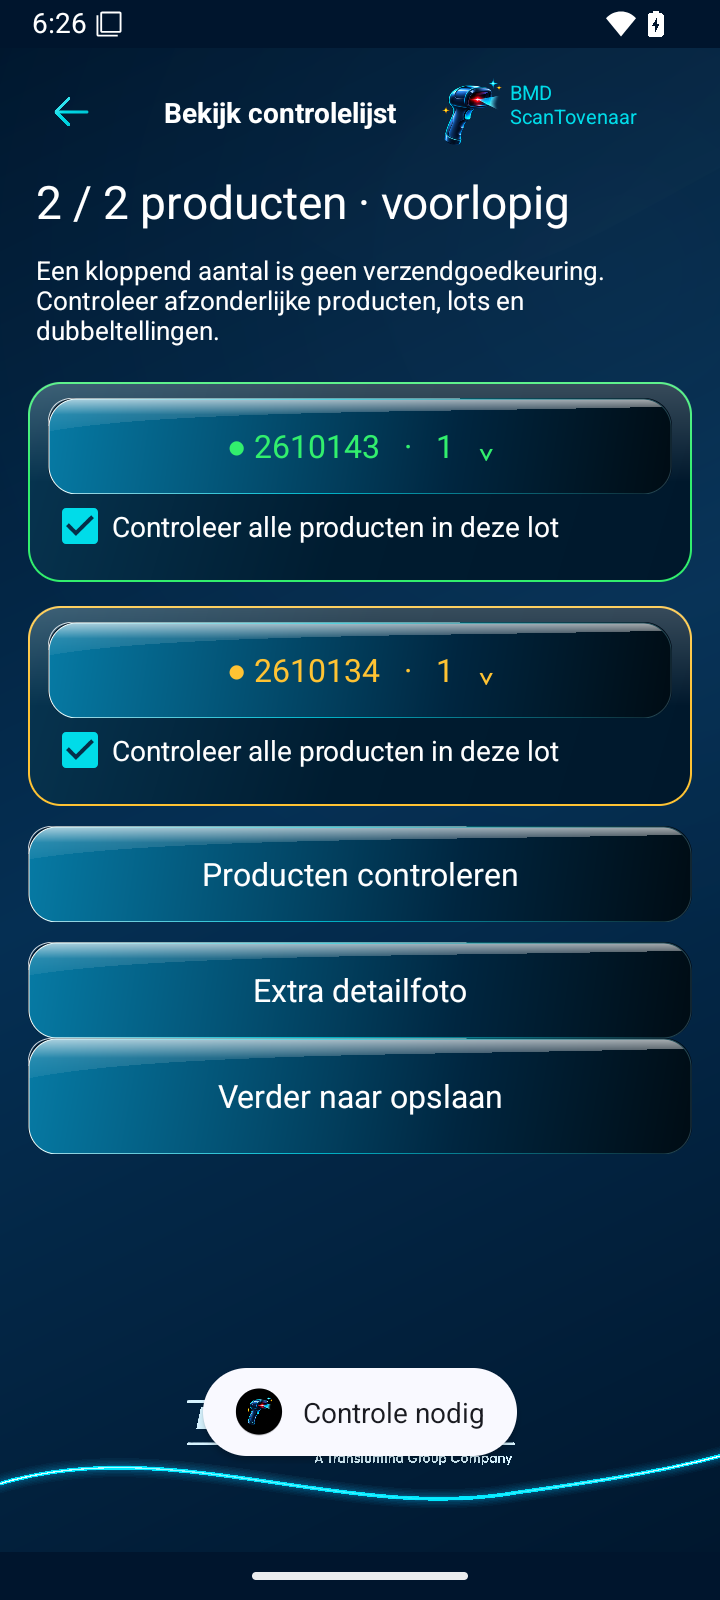 6:26
Bekijk controlelijst
BMD
ScanTovenaar
2 / 2 producten · voorlopig
Een kloppend aantal is geen verzendgoedkeuring.
Controleer afzonderlijke producten, lots en
dubbeltellingen.
2610143 · 1
Controleer alle producten in deze lot
2610134 · 1
Controleer alle producten in deze lot
Producten controleren
Extra detailfoto
Verder naar opslaan
Controle nodig
Group Company